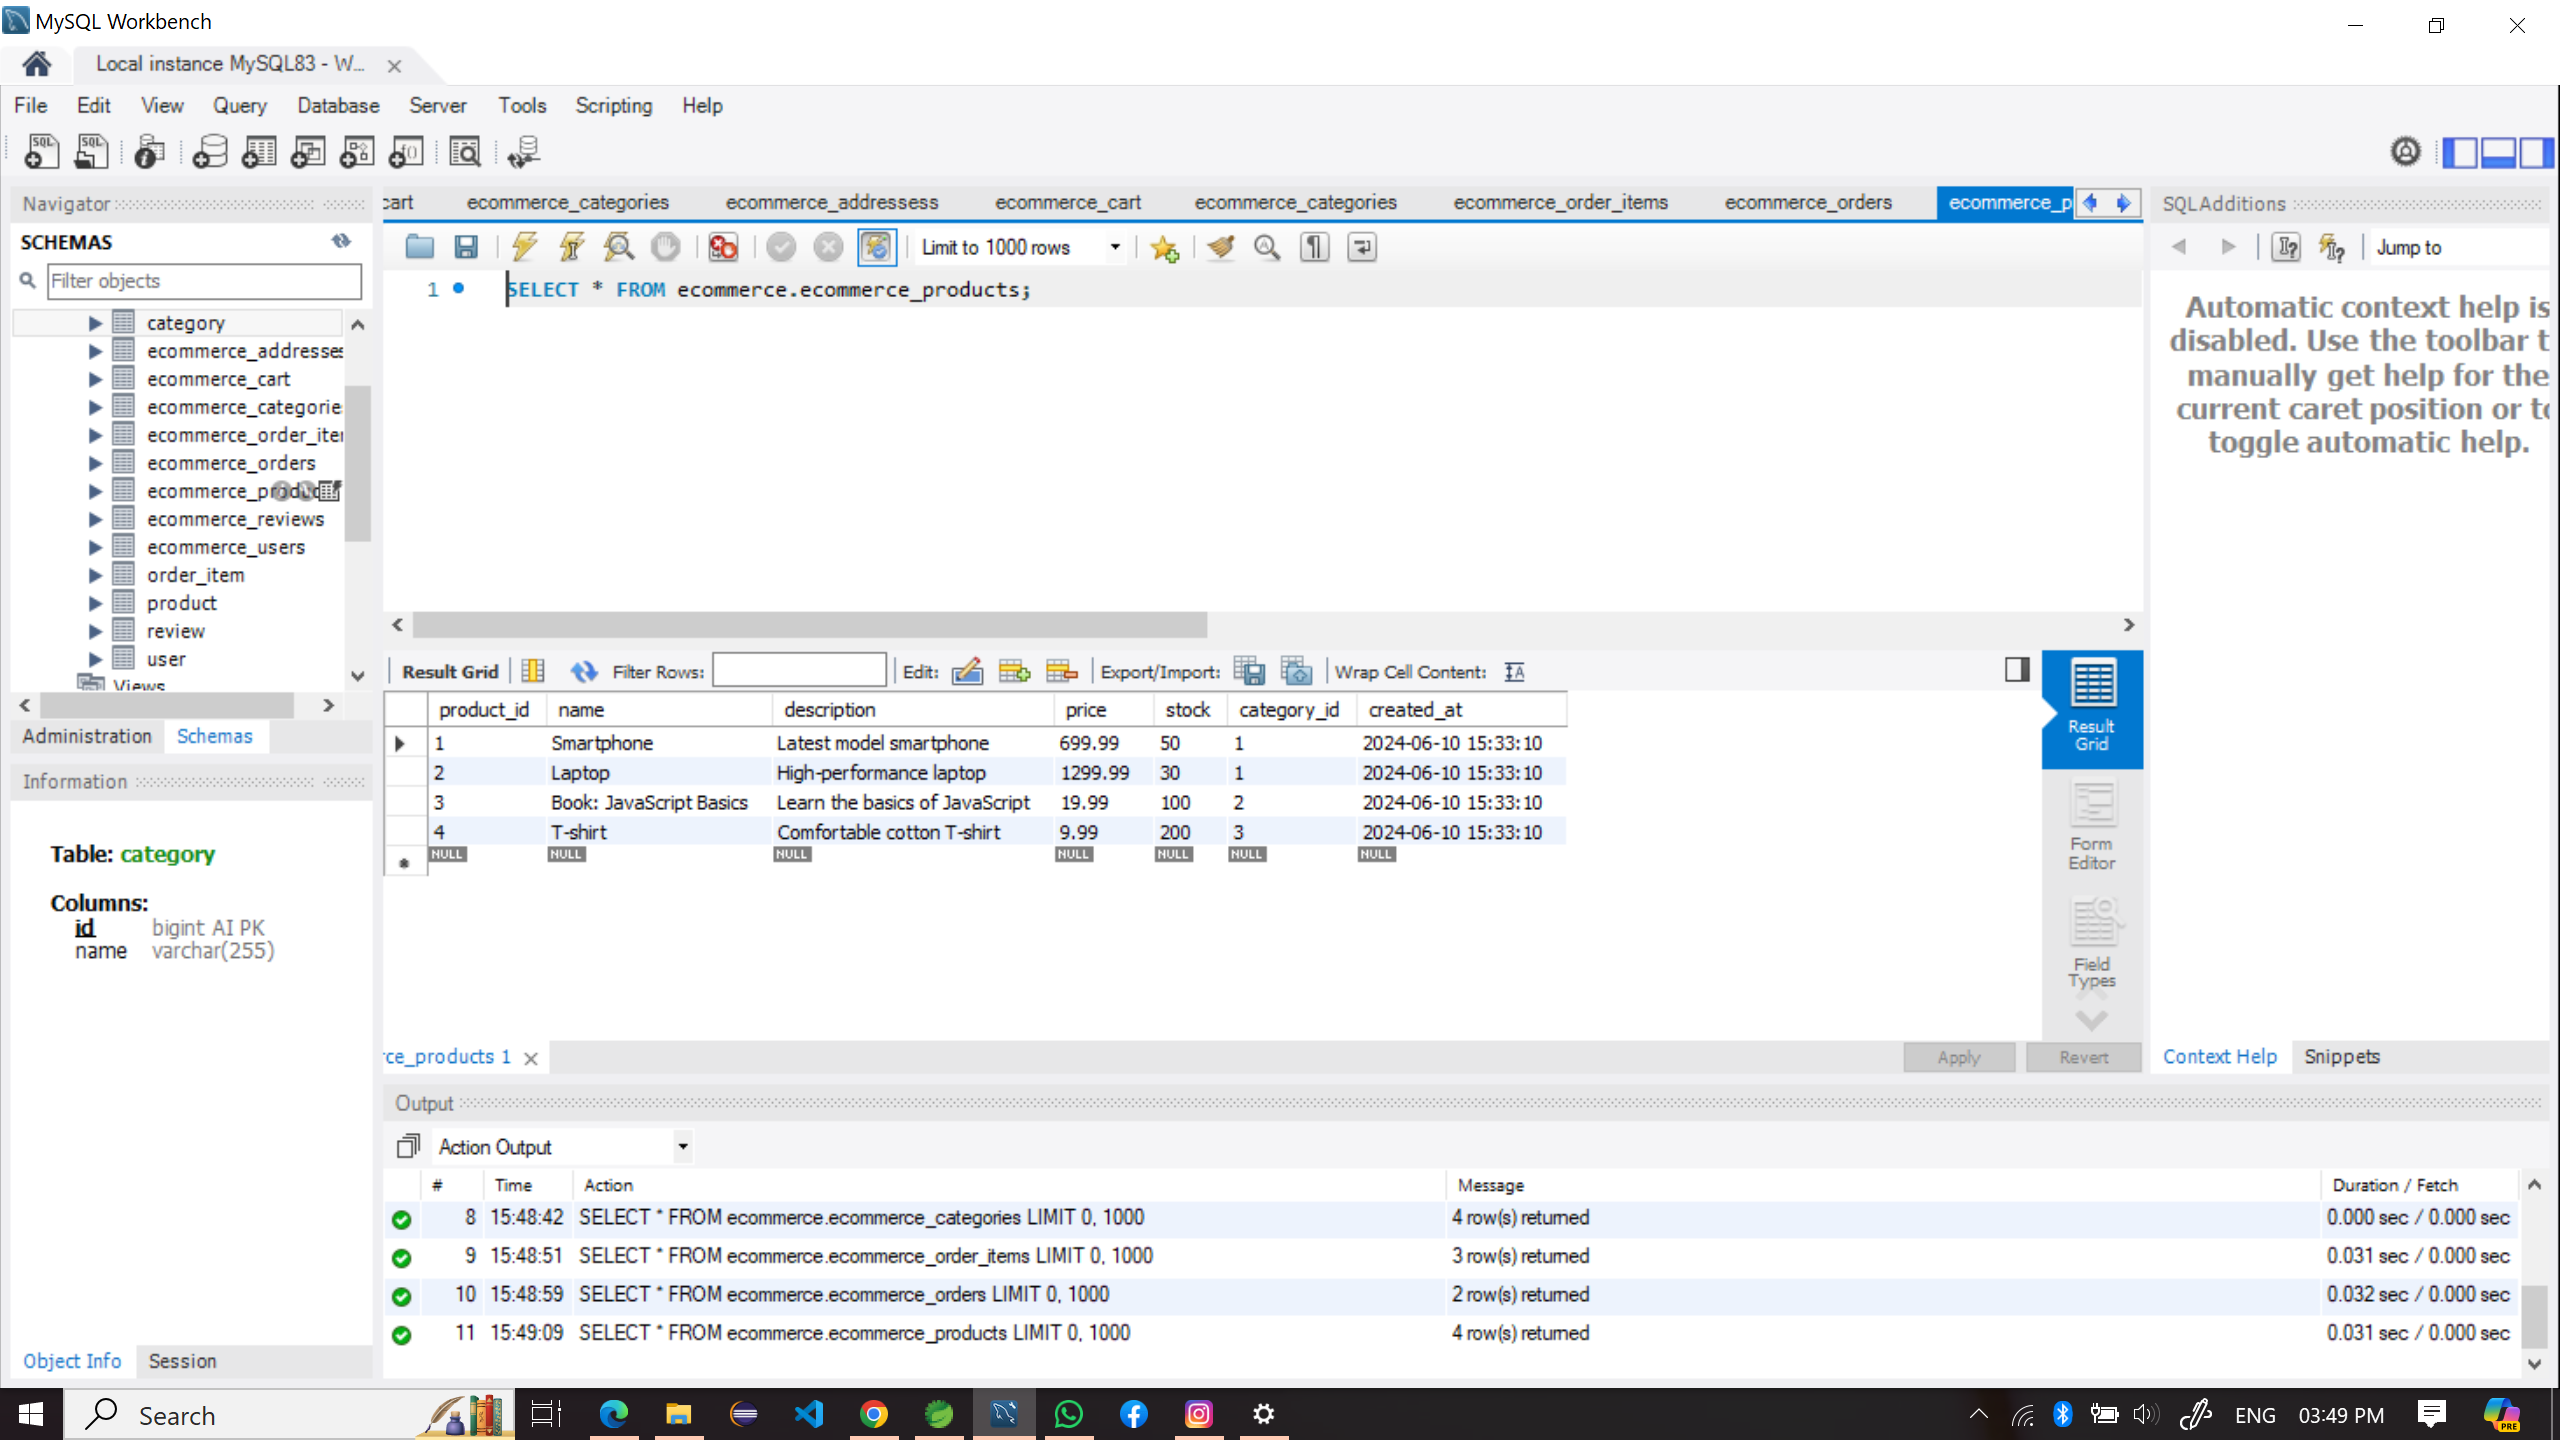 MySQL Workbench
Local instance MySQL83 - W...
File Edit View Query Database Server Tools Scripting Help
Navigator
SCHEMAS
Filter objects
category
ecommerce_addresses
ecommerce_cart
ecommerce_categorie
ecommerce_order_iter
ecommerce_orders
ecommerce_produc
ecommerce_reviews
ecommerce_users
order_item
product
review
user
Views
Administration Schemas
Information
Table: category
Columns:
id bigint AI PK
name varchar(255)
Object Info Session
cart ecommerce_categories ecommerce_addressess ecommerce_cart ecommerce_categories ecommerce_order_items ecommerce_orders ecommerce_p
Limit to 1000 rows
1 SELECT * FROM ecommerce.ecommerce_products;
Result Grid Filter Rows: Edit: Export/Import: Wrap Cell Content:
product_id name description price stock category_id created_at
1 Smartphone Latest model smartphone 699.99 50 1 2024-06-10 15:33:10
2 Laptop High-performance laptop 1299.99 30 1 2024-06-10 15:33:10
3 Book: JavaScript Basics Learn the basics of JavaScript 19.99 100 2 2024-06-10 15:33:10
4 T-shirt Comfortable cotton T-shirt 9.99 200 3 2024-06-10 15:33:10
NULL NULL NULL NULL NULL NULL NULL
Result
Grid
Form
Editor
Field
Types
rce_products 1
Apply Revert
SQLAdditions
Jump to
Automatic context help is
disabled. Use the toolbar t
manually get help for the
current caret position or to
toggle automatic help.
Context Help Snippets
Output
Action Output
# Time Action Message Duration / Fetch
8 15:48:42 SELECT * FROM ecommerce.ecommerce_categories LIMIT 0, 1000 4 row(s) returned 0.000 sec / 0.000 sec
9 15:48:51 SELECT * FROM ecommerce.ecommerce_order_items LIMIT 0, 1000 3 row(s) returned 0.031 sec / 0.000 sec
10 15:48:59 SELECT * FROM ecommerce.ecommerce_orders LIMIT 0, 1000 2 row(s) returned 0.032 sec / 0.000 sec
11 15:49:09 SELECT * FROM ecommerce.ecommerce_products LIMIT 0, 1000 4 row(s) returned 0.031 sec / 0.000 sec
Search
ENG 03:49 PM
PRE